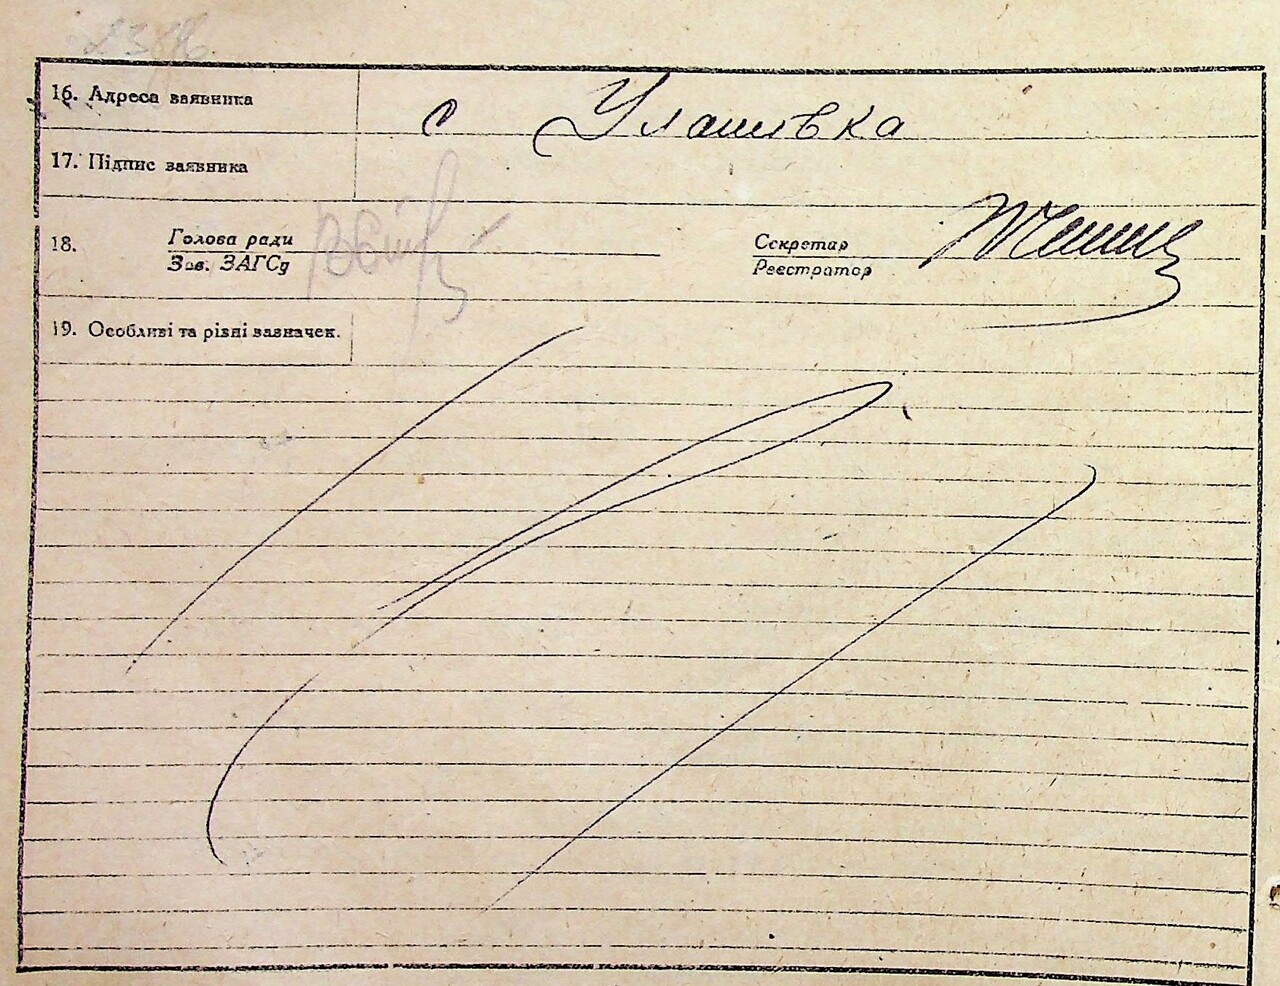 16. Адреса заявника с Улашівка
17. Підпис заявника
18. Голова ради Секретар
Зав. ЗАГСу Реєстратор
19. Особливі та різні зазначек.